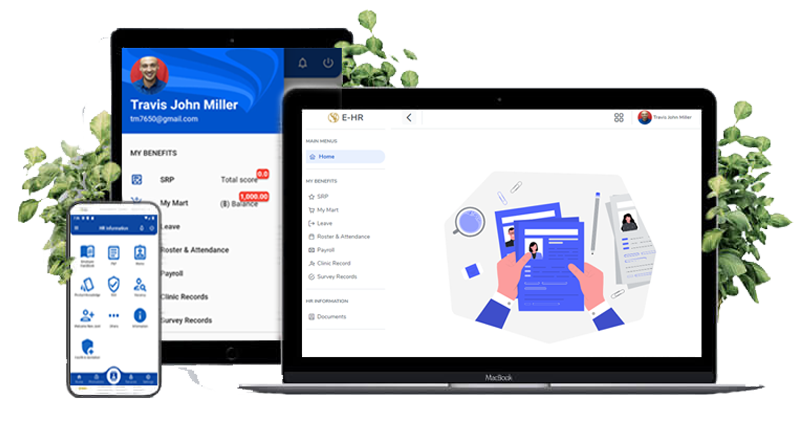 Travis John Miller
tm7650@gmail.com
MY BENEFITS
SRP
Total score
0.0
My Mart
(฿) Balance
1,000.00
Leave
Roster & Attendance
Payroll
Clinic Records
Survey Records
HR Information
E-HR
Travis John Miller
MAIN MENUS
Home
MY BENEFITS
SRP
My Mart
Leave
Roster & Attendance
Payroll
Clinic Record
Survey Records
HR INFORMATION
Documents
MacBook